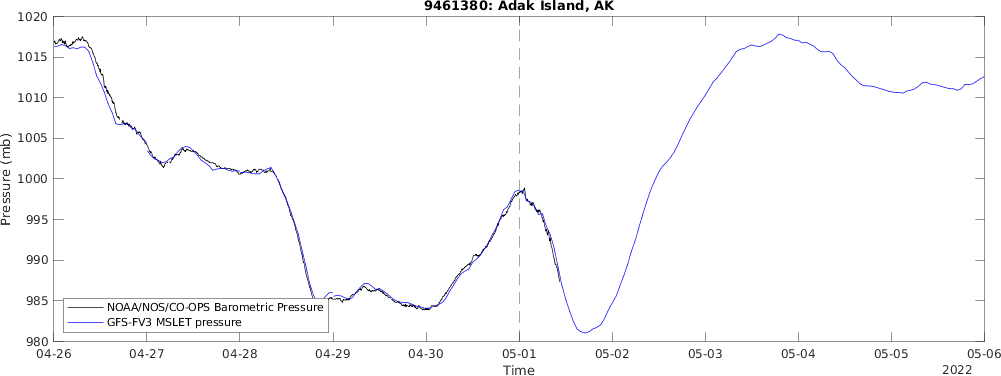 9461380: Adak Island, AK
1020
1015
1010
1005
1000
995
990
985
980
Pressure (mb)
NOAA/NOS/CO-OPS Barometric Pressure
GFS-FV3 MSLET pressure
04-26 04-27 04-28 04-29 04-30 05-01 05-02 05-03 05-04 05-05 05-06
Time
2022